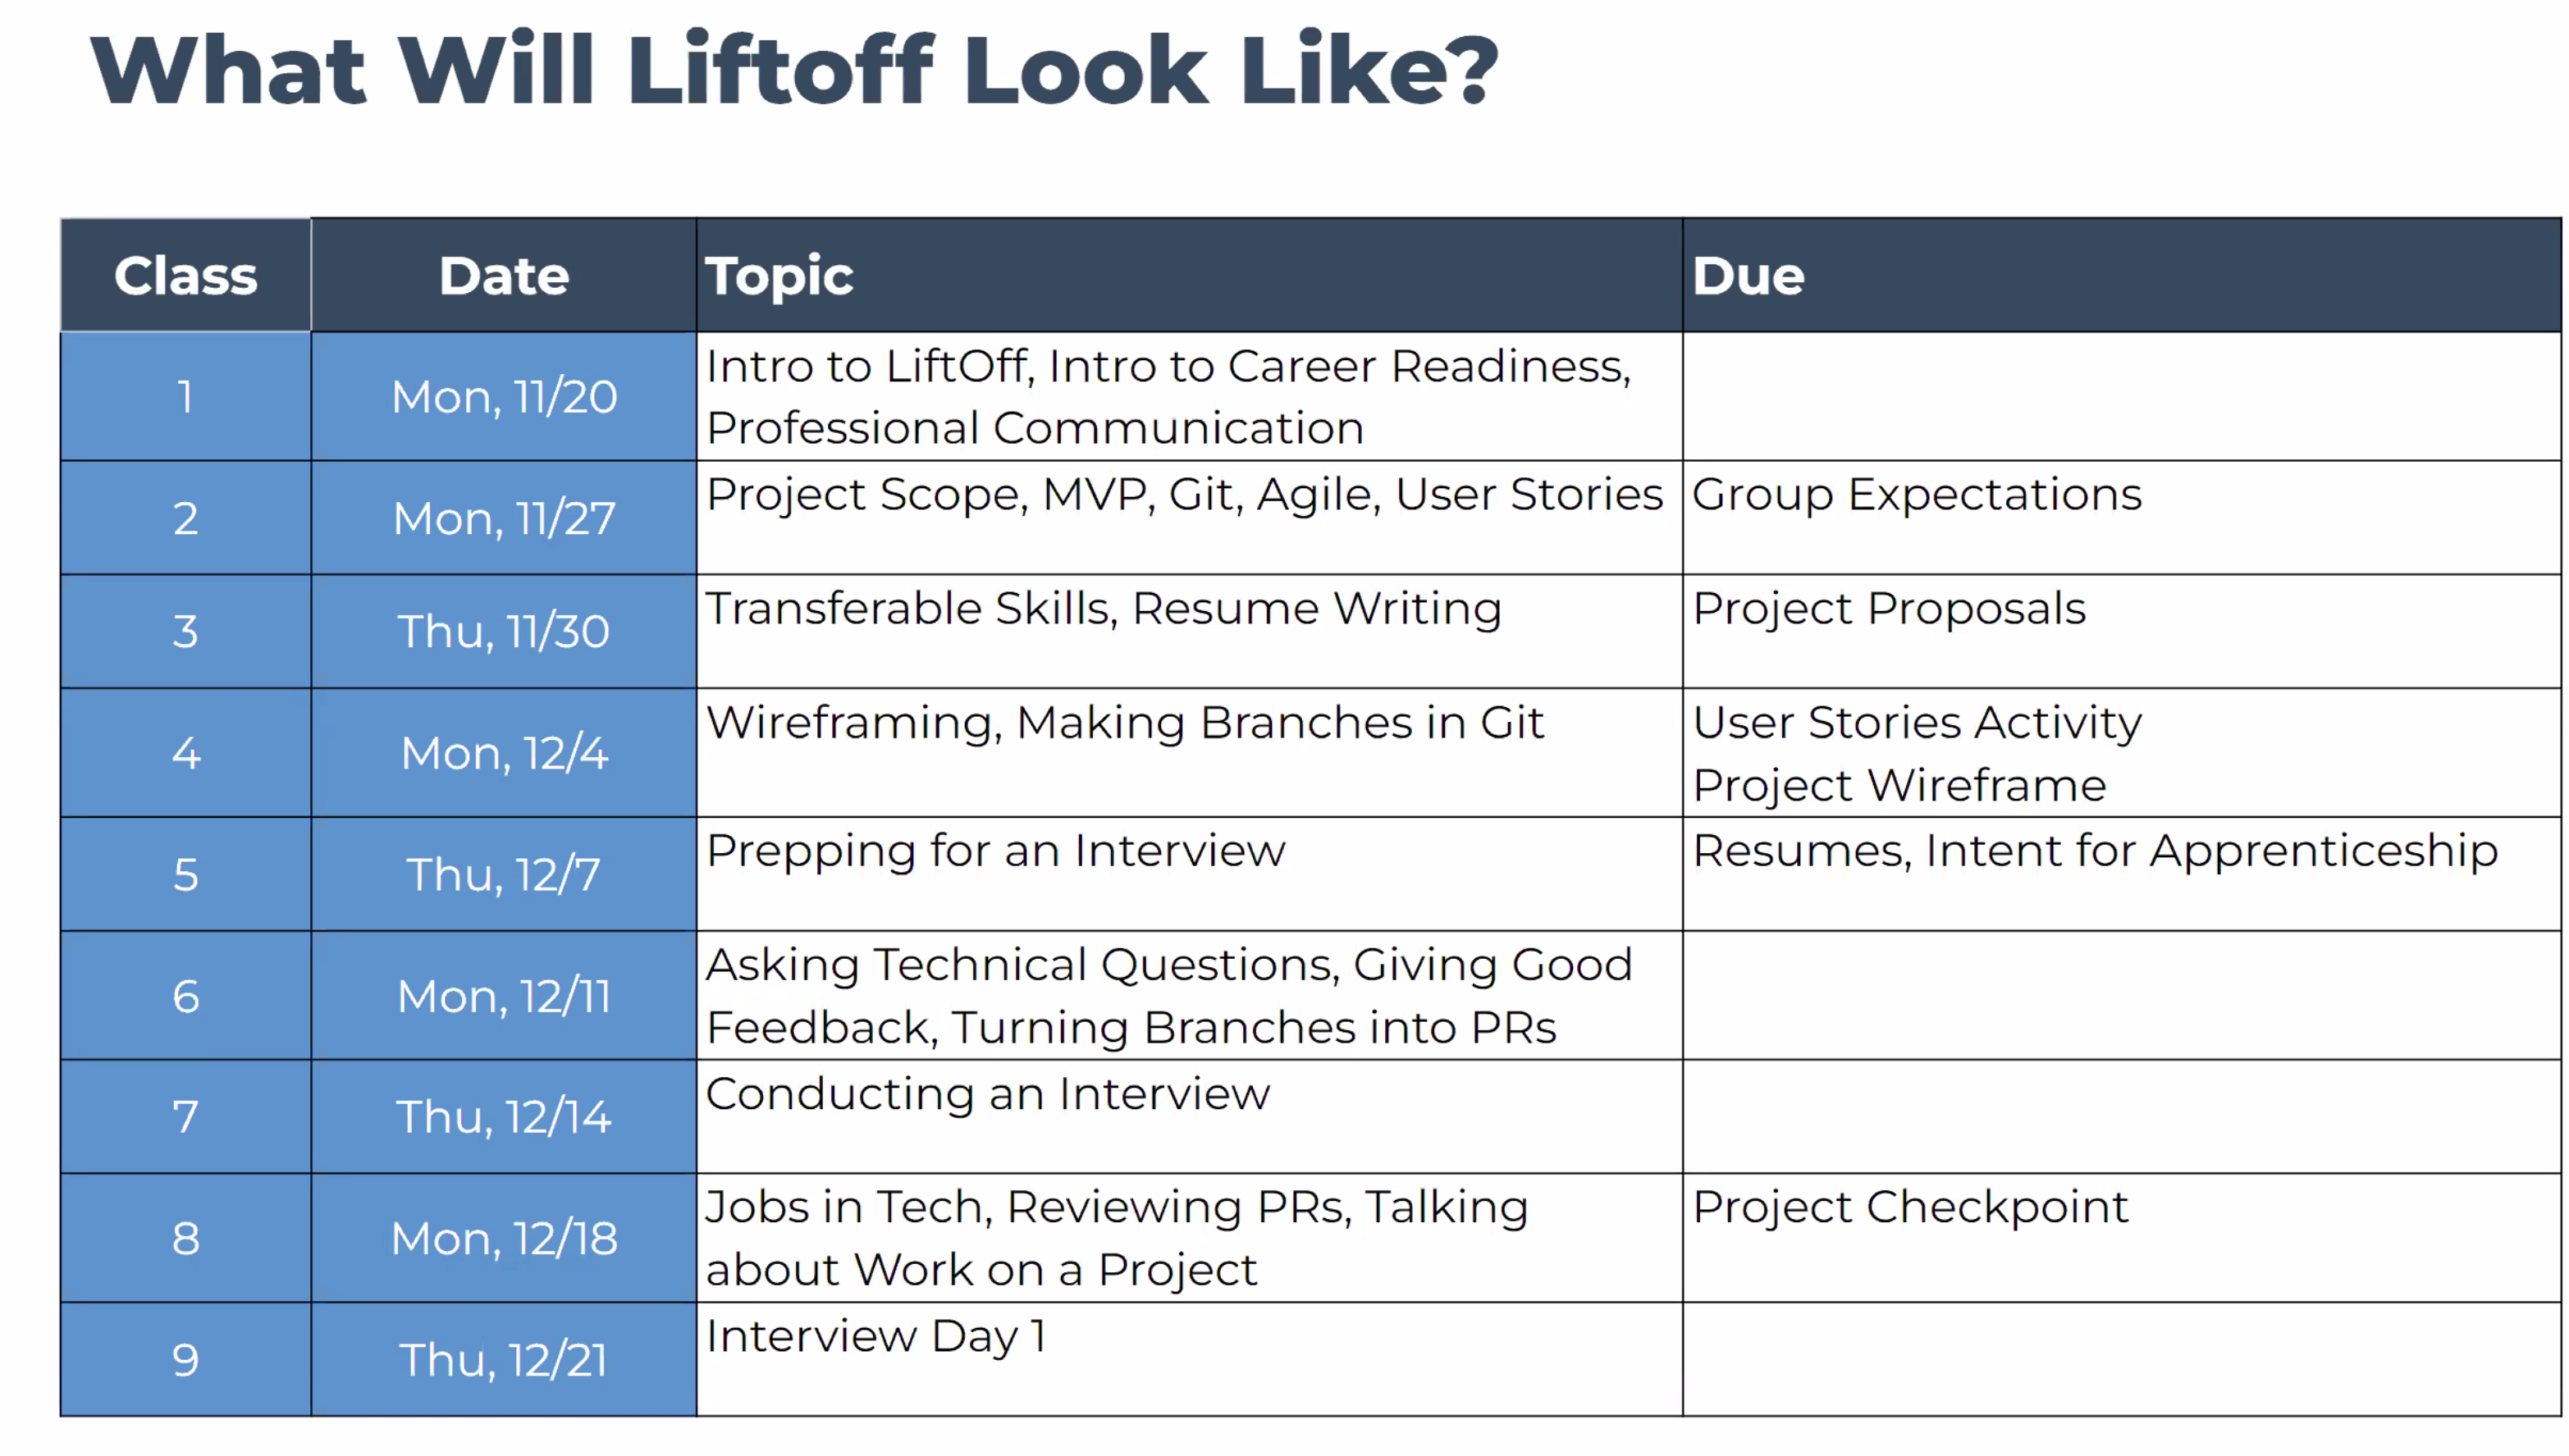 What Will Liftoff Look Like?
Class Date Topic Due
1 Mon, 11/20 Intro to LiftOff, Intro to Career Readiness,
Professional Communication
2 Mon, 11/27 Project Scope, MVP, Git, Agile, User Stories Group Expectations
3 Thu, 11/30 Transferable Skills, Resume Writing Project Proposals
4 Mon, 12/4 Wireframing, Making Branches in Git User Stories Activity
Project Wireframe
5 Thu, 12/7 Prepping for an Interview Resumes, Intent for Apprenticeship
6 Mon, 12/11 Asking Technical Questions, Giving Good
Feedback, Turning Branches into PRs
7 Thu, 12/14 Conducting an Interview
8 Mon, 12/18 Jobs in Tech, Reviewing PRs, Talking Project Checkpoint
about Work on a Project
9 Thu, 12/21 Interview Day 1